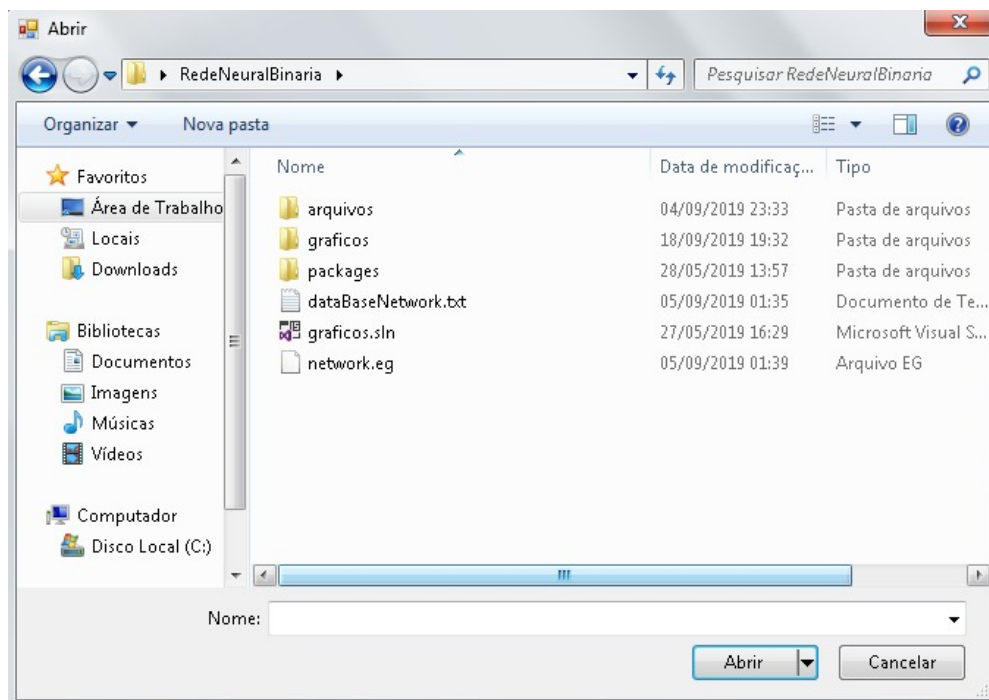 Abrir
RedeNeuralBinaria
Pesquisar RedeNeuralBinaria
Organizar
Nova pasta
Favoritos
Área de Trabalho
Locais
Downloads
Bibliotecas
Documentos
Imagens
Músicas
Vídeos
Computador
Disco Local (C:)
Nome Data de modificaç... Tipo
arquivos 04/09/2019 23:33 Pasta de arquivos
graficos 18/09/2019 19:32 Pasta de arquivos
packages 28/05/2019 13:57 Pasta de arquivos
dataBaseNetwork.txt 05/09/2019 01:35 Documento de Te...
graficos.sln 27/05/2019 16:29 Microsoft Visual S...
network.eg 05/09/2019 01:39 Arquivo EG
Nome:
Abrir
Cancelar